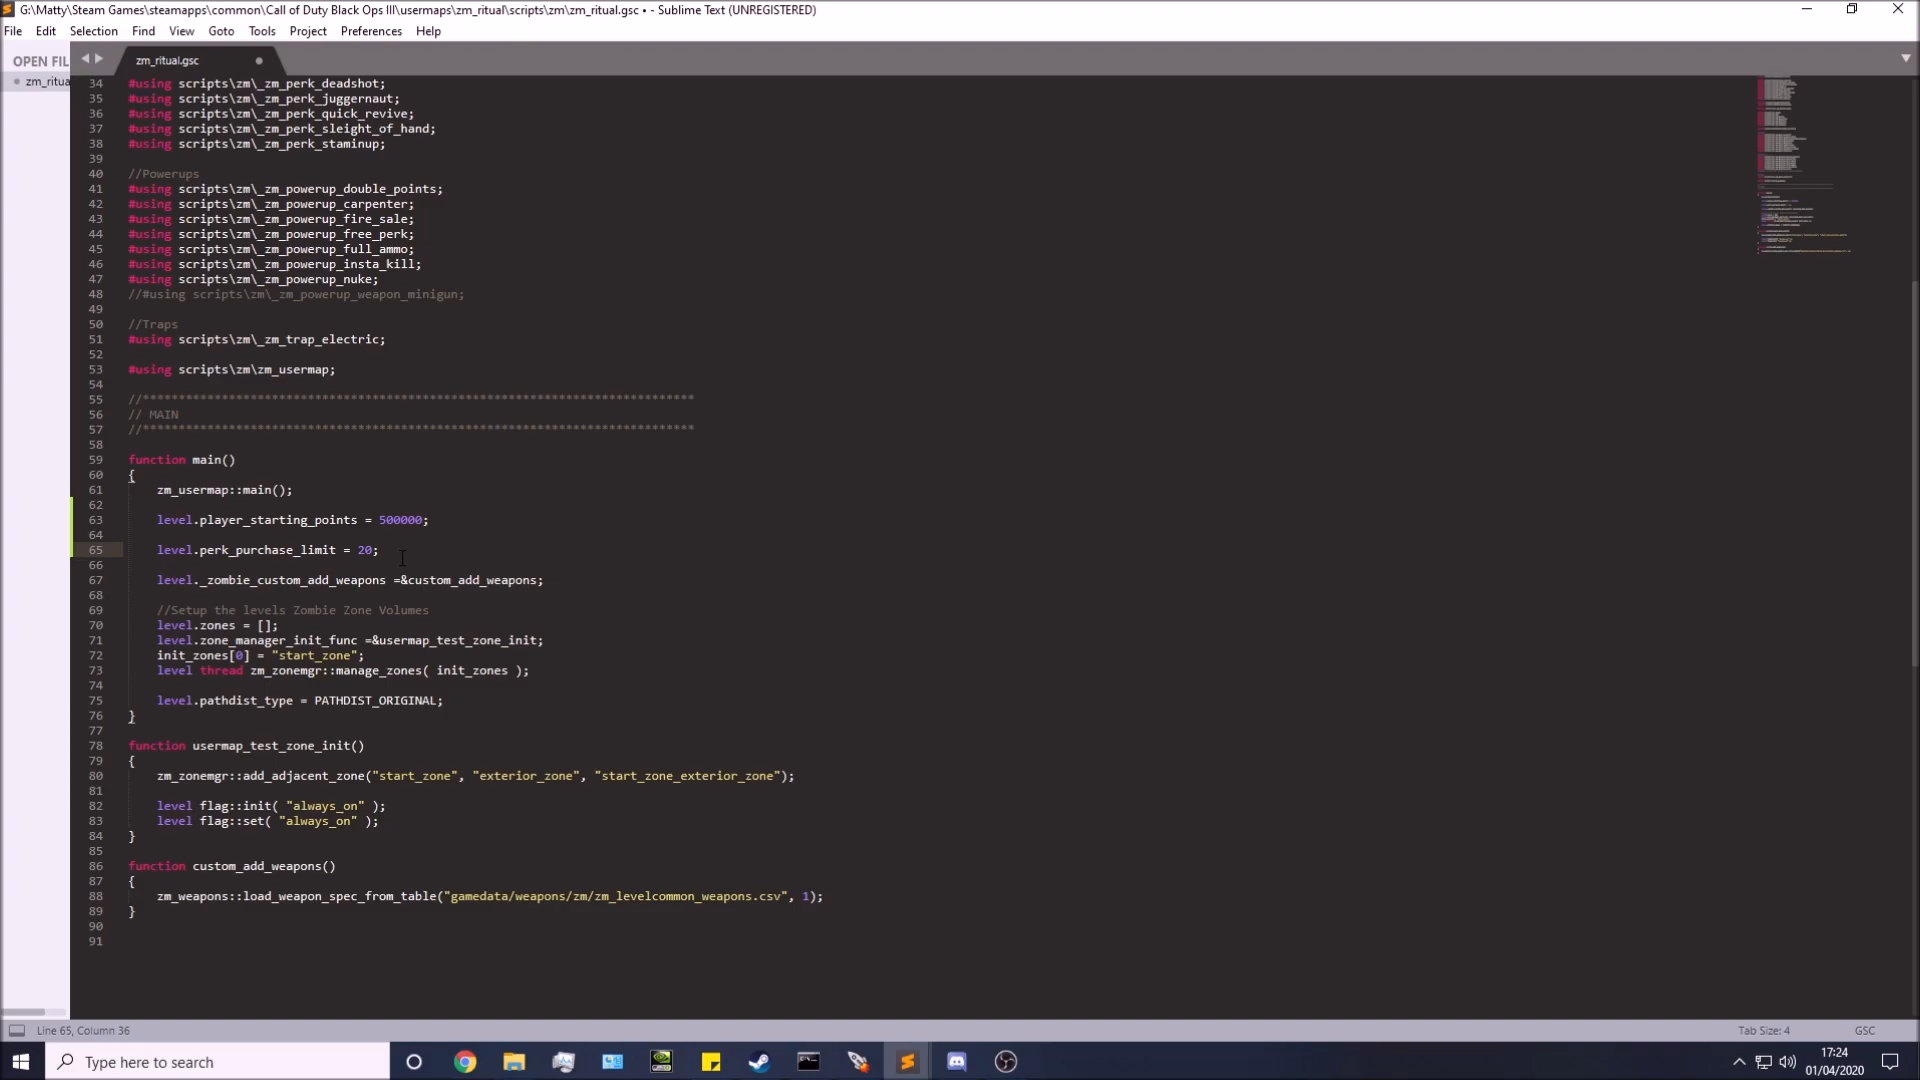 G:\Matty\Steam Games\steamapps\common\Call of Duty Black Ops III\usermaps\zm_ritual\scripts\zm\zm_ritual.gsc • - Sublime Text (UNREGISTERED)
File Edit Selection Find View Goto Tools Project Preferences Help
OPEN FIL
zm_ritual.gsc
zm_ritua
34 #using scripts\zm\_zm_perk_deadshot;
35 #using scripts\zm\_zm_perk_juggernaut;
36 #using scripts\zm\_zm_perk_quick_revive;
37 #using scripts\zm\_zm_perk_sleight_of_hand;
38 #using scripts\zm\_zm_perk_staminup;
39
40 //Powerups
41 #using scripts\zm\_zm_powerup_double_points;
42 #using scripts\zm\_zm_powerup_carpenter;
43 #using scripts\zm\_zm_powerup_fire_sale;
44 #using scripts\zm\_zm_powerup_free_perk;
45 #using scripts\zm\_zm_powerup_full_ammo;
46 #using scripts\zm\_zm_powerup_insta_kill;
47 #using scripts\zm\_zm_powerup_nuke;
48 //#using scripts\zm\_zm_powerup_weapon_minigun;
49
50 //Traps
51 #using scripts\zm\_zm_trap_electric;
52
53 #using scripts\zm\zm_usermap;
54
55 //*****************************************************************************
56 // MAIN
57 //*****************************************************************************
58
59 function main()
60 {
61 zm_usermap::main();
62
63 level.player_starting_points = 500000;
64
65 level.perk_purchase_limit = 20;
66
67 level._zombie_custom_add_weapons =&custom_add_weapons;
68
69 //Setup the levels Zombie Zone Volumes
70 level.zones = [];
71 level.zone_manager_init_func =&usermap_test_zone_init;
72 init_zones[0] = "start_zone";
73 level thread zm_zonemgr::manage_zones( init_zones );
74
75 level.pathdist_type = PATHDIST_ORIGINAL;
76 }
77
78 function usermap_test_zone_init()
79 {
80 zm_zonemgr::add_adjacent_zone("start_zone", "exterior_zone", "start_zone_exterior_zone");
81
82 level flag::init( "always_on" );
83 level flag::set( "always_on" );
84 }
85
86 function custom_add_weapons()
87 {
88 zm_weapons::load_weapon_spec_from_table("gamedata/weapons/zm/zm_levelcommon_weapons.csv", 1);
89 }
90
91
Line 65, Column 36
Tab Size: 4
GSC
Type here to search
17:24
01/04/2020